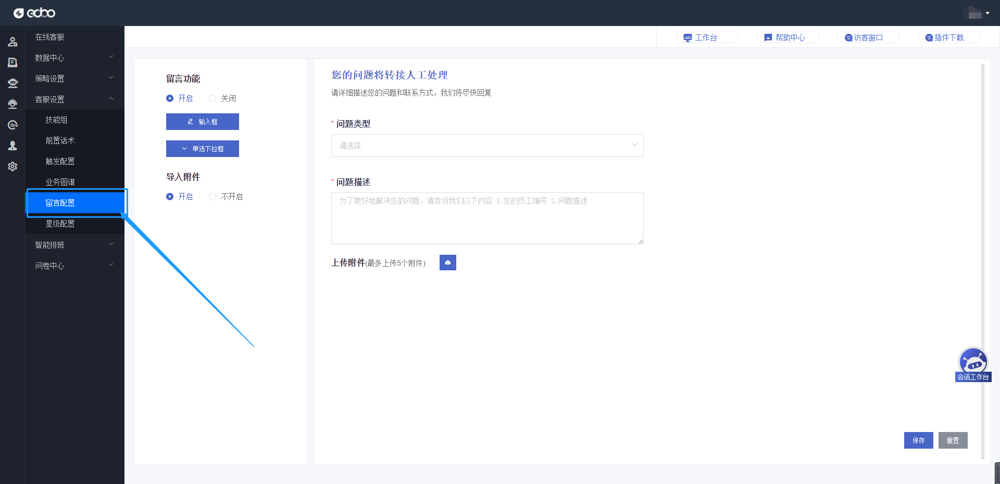 ecbo
在线客服
数据中心
策略设置
客服设置
技能组
前置话术
触发配置
业务图谱
留言配置
星级配置
智能排班
问卷中心
工作台
帮助中心
访客窗口
插件下载
留言功能
开启
关闭
输入框
单选下拉框
导入附件
开启
不开启
您的问题将转接人工处理
请详细描述您的问题和联系方式，我们将尽快回复
* 问题类型
请选择
* 问题描述
为了更好地解决您的问题，请告诉我们以下内容 1.您的员工编号 2.问题描述
上传附件(最多上传5个附件)
会话工作台
保存
重置